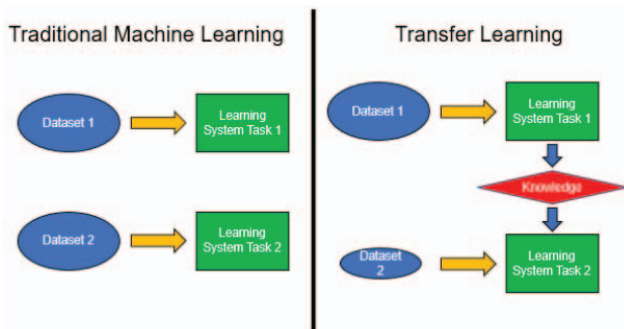 Traditional Machine Learning
Dataset 1
Learning
System Task 1
Dataset 2
Learning
System Task 2
Transfer Learning
Dataset 1
Learning
System Task 1
Knowledge
Dataset
2
Learning
System Task 2